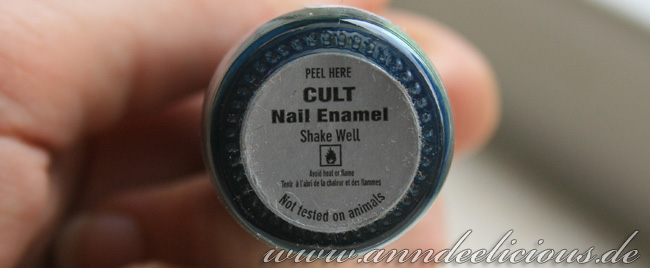 PEEL HERE
CULT
Nail Enamel
Shake Well
Avoid heat or flame
Tenir à l'airi de la chaleur et des flammes
Not tested on animals
www.anndeelicious.de